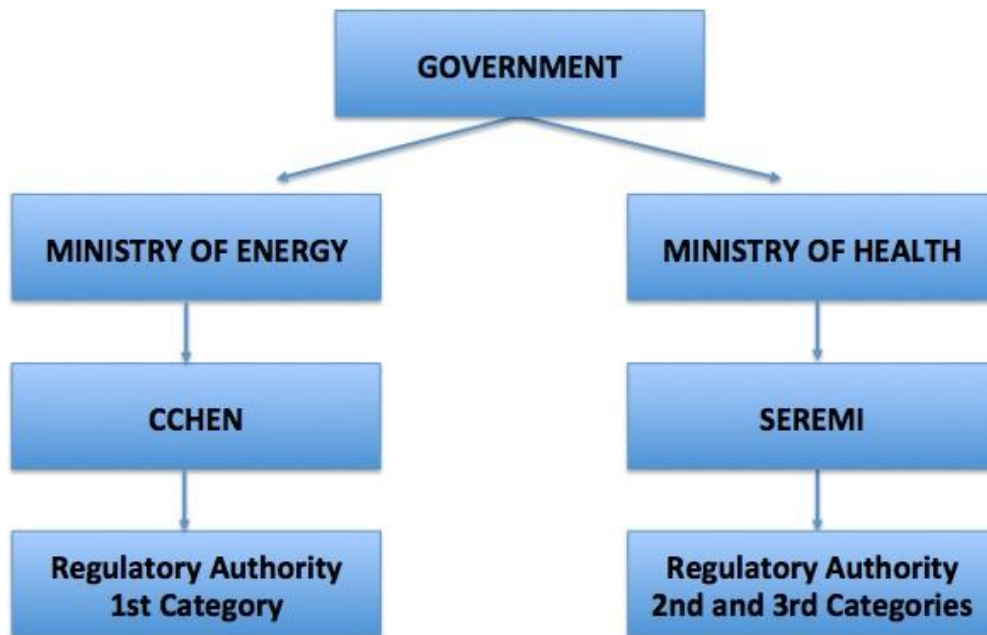 GOVERNMENT
MINISTRY OF ENERGY
MINISTRY OF HEALTH
CCHEN
SEREMI
Regulatory Authority
1st Category
Regulatory Authority
2nd and 3rd Categories